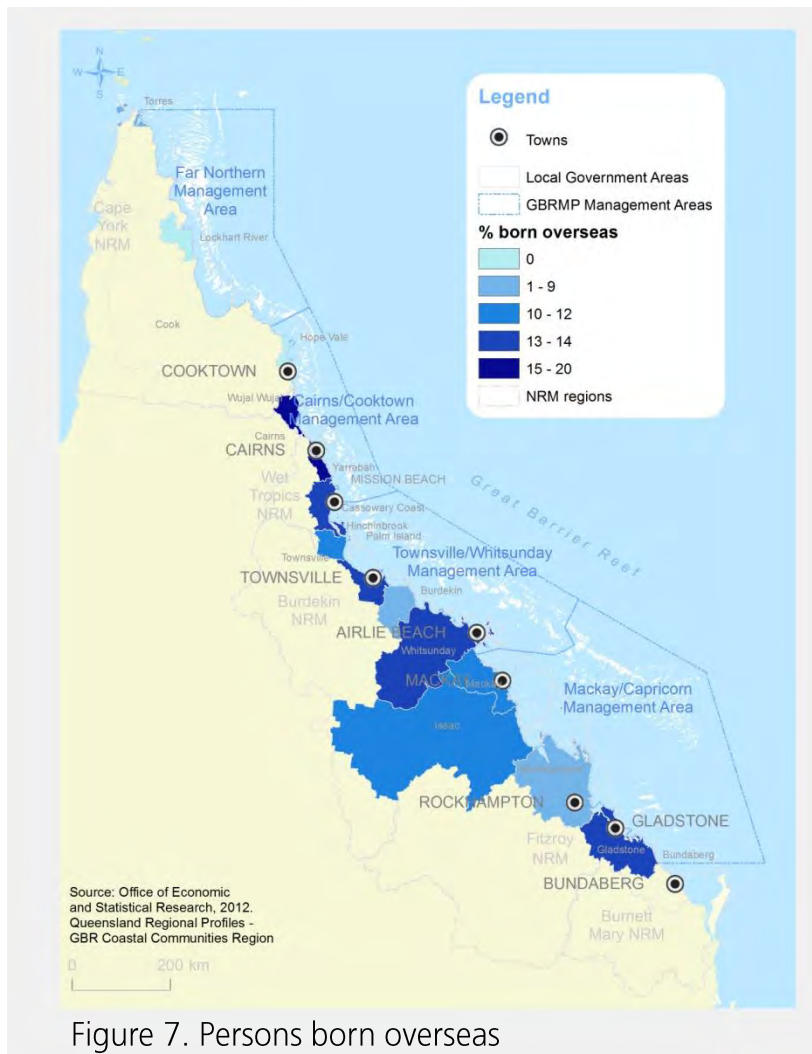 N
W
E
S
Torres
Far Northern
Management
Area
Cape
York
NRM
Lockhart River
Cook
Hope Vale
COOKTOWN
Wujal Wujal
Cairns/Cooktown
Management Area
Cairns
CAIRNS
Yarrabah
MISSION BEACH
Wet
Tropics
NRM
Cassowary Coast
Hinchinbrook
Palm Island
Great Barrier Reef
Townsville
TOWNSVILLE
Townsville/Whitsunday
Management Area
Burdekin
Burdekin
NRM
AIRLIE BEACH
Whitsunday
MACKAY
Mackay
Mackay/Capricorn
Management Area
Isaac
ROCKHAMPTON
GLADSTONE
Fitzroy
NRM
Gladstone
Bundaberg
BUNDABERG
Burnett
Mary NRM
Legend
Towns
Local Government Areas
GBRMP Management Areas
% born overseas
0
1 - 9
10 - 12
13 - 14
15 - 20
NRM regions
Source: Office of Economic
and Statistical Research, 2012.
Queensland Regional Profiles -
GBR Coastal Communities Region
0 200 km
Figure 7. Persons born overseas